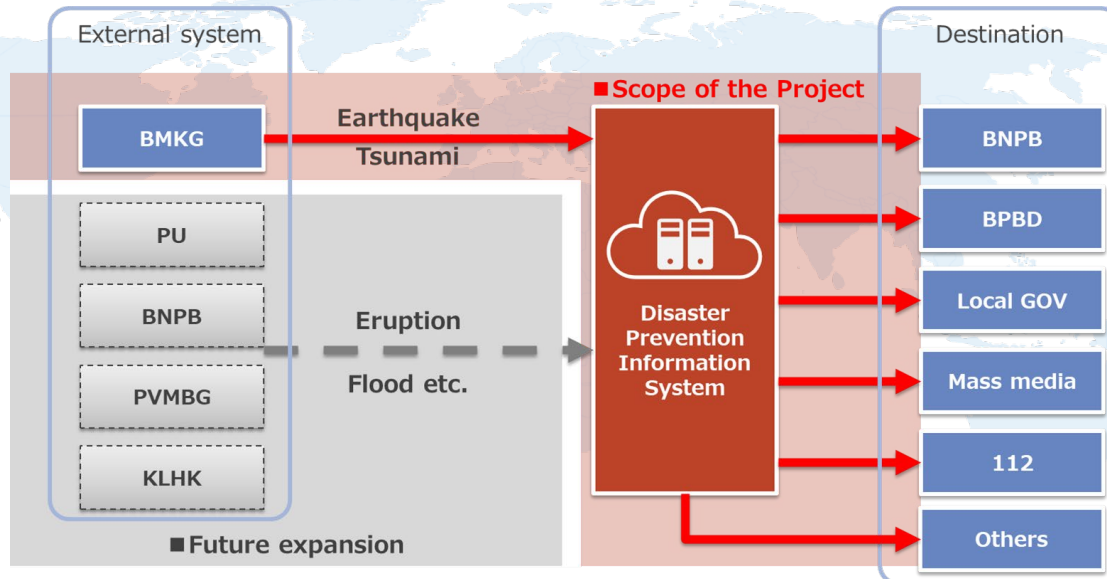 External system
Destination
■Scope of the Project
BMKG
Earthquake
Tsunami
PU
BNPB
PVMBG
KLHK
Eruption
Flood etc.
■Future expansion
Disaster
Prevention
Information
System
BNPB
BPBD
Local GOV
Mass media
112
Others